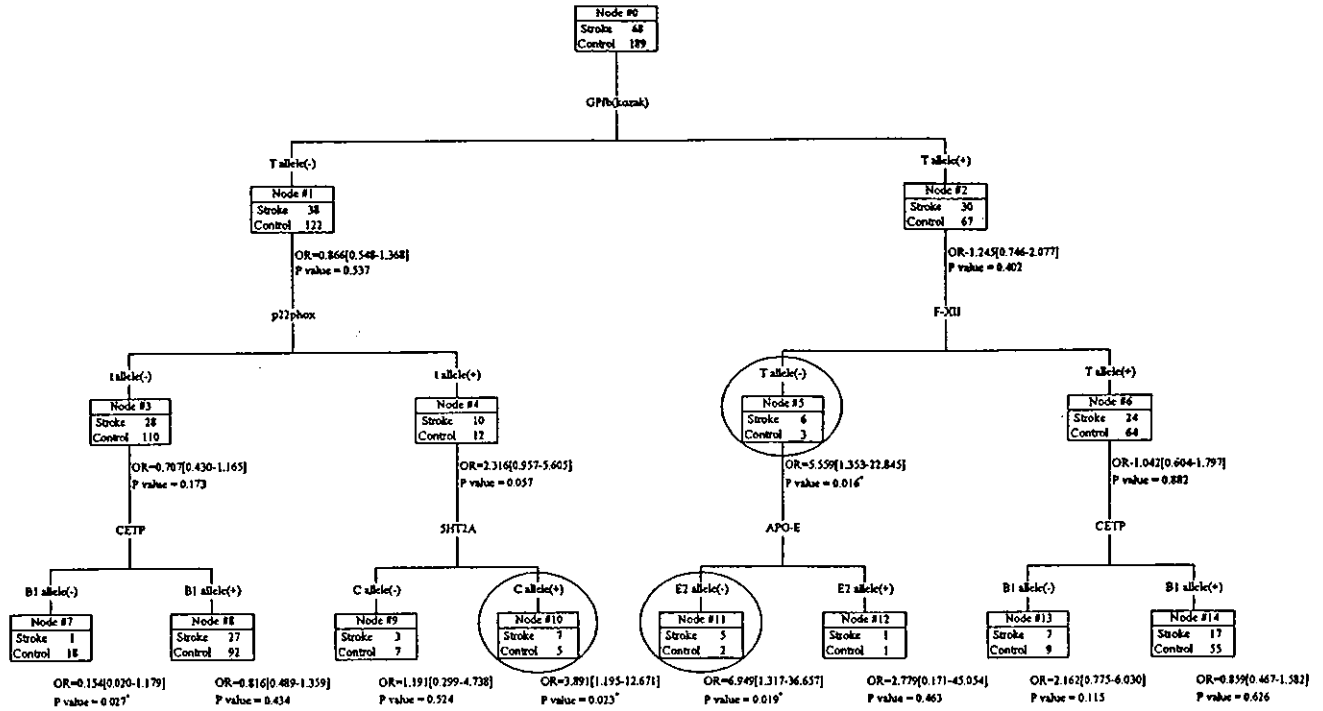 Node #0
Stroke 68
Control 189
GPIb(kozak)
T allele(-)
Node #1
Stroke 38
Control 122
OR=0.866[0.548-1.368]
P value = 0.537
T allele(+)
Node #2
Stroke 30
Control 67
OR-1.245[0.746-2.077]
P value = 0.402
p22phox
F-XII
allele(-)
Node #3
Stroke 28
Control 110
OR=0.707[0.430-1.165]
P value = 0.173
allele(+)
Node #4
Stroke 10
Control 12
OR=2.316[0.957-5.605]
P value = 0.057
T allele(-)
Node #5
Stroke 6
Control 3
OR=5.559[1.353-22.845]
P value = 0.016*
T allele(+)
Node #6
Stroke 24
Control 64
OR-1.042[0.604-1.797]
P value = 0.882
CETP
5HT2A
APO-E
CETP
B1 allele(-)
Node #7
Stroke 1
Control 18
OR=0.154[0.020-1.179]
P value = 0.027*
B1 allele(+)
Node #8
Stroke 27
Control 92
OR=0.816[0.489-1.359]
P value = 0.434
C allele(-)
Node #9
Stroke 3
Control 7
OR=1.191[0.299-4.738]
P value = 0.524
C allele(+)
Node #10
Stroke 7
Control 5
OR=3.891[1.195-12.671]
P value = 0.023*
E2 allele(-)
Node #11
Stroke 5
Control 2
OR=6.949[1.317-36.657]
P value = 0.019*
E2 allele(+)
Node #12
Stroke 1
Control 1
OR=2.779[0.171-45.054]
P value = 0.463
B1 allele(-)
Node #13
Stroke 7
Control 9
OR=2.162[0.775-6.030]
P value = 0.115
B1 allele(+)
Node #14
Stroke 17
Control 55
OR=0.859[0.467-1.582]
P value = 0.626